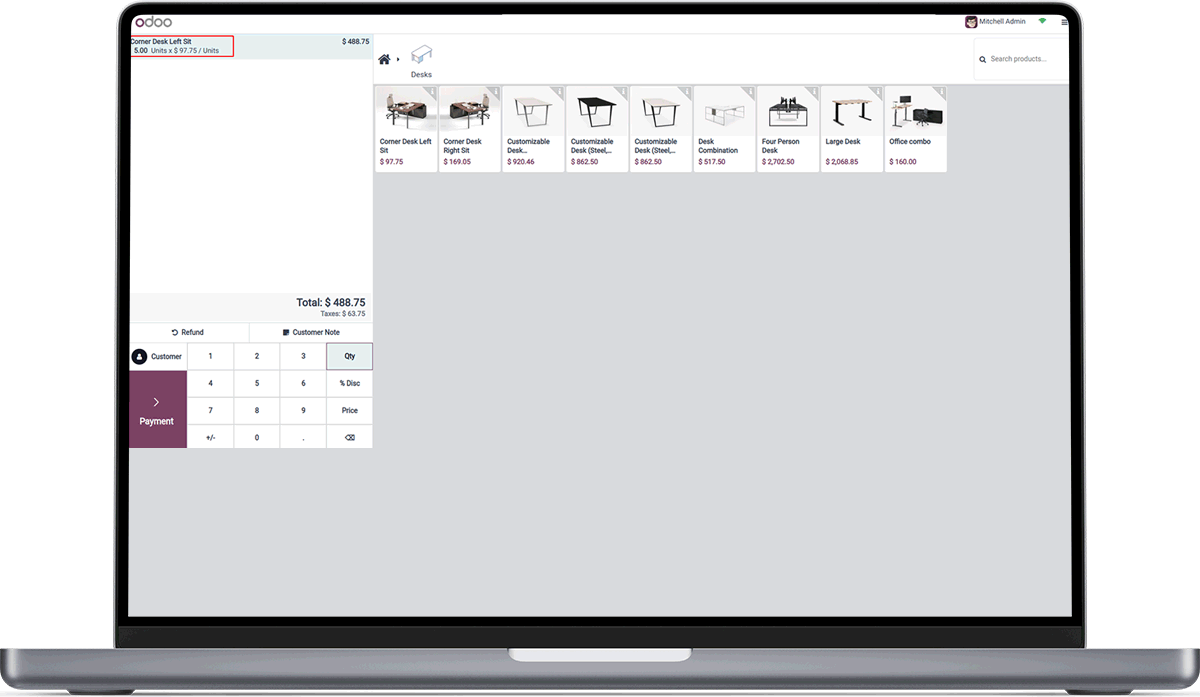 odoo
Mitchell Admin
Corner Desk Left Sit
$ 488.75
5.00 Units x $ 97.75 / Units
Desks
Search products...
Corner Desk Left
Sit
$ 97.75
Corner Desk
Right Sit
$ 169.05
Customizable
Desk...
$ 920.46
Customizable
Desk (Steel,...
$ 862.50
Customizable
Desk (Steel,...
$ 862.50
Desk
Combination
$ 517.50
Four Person
Desk
$ 2,702.50
Large Desk
$ 2,068.85
Office combo
$ 160.00
Total: $ 488.75
Taxes: $ 63.75
Refund
Customer Note
Customer
1 2 3 Qty
4 5 6 % Disc
Payment
7 8 9 Price
+/- 0 .